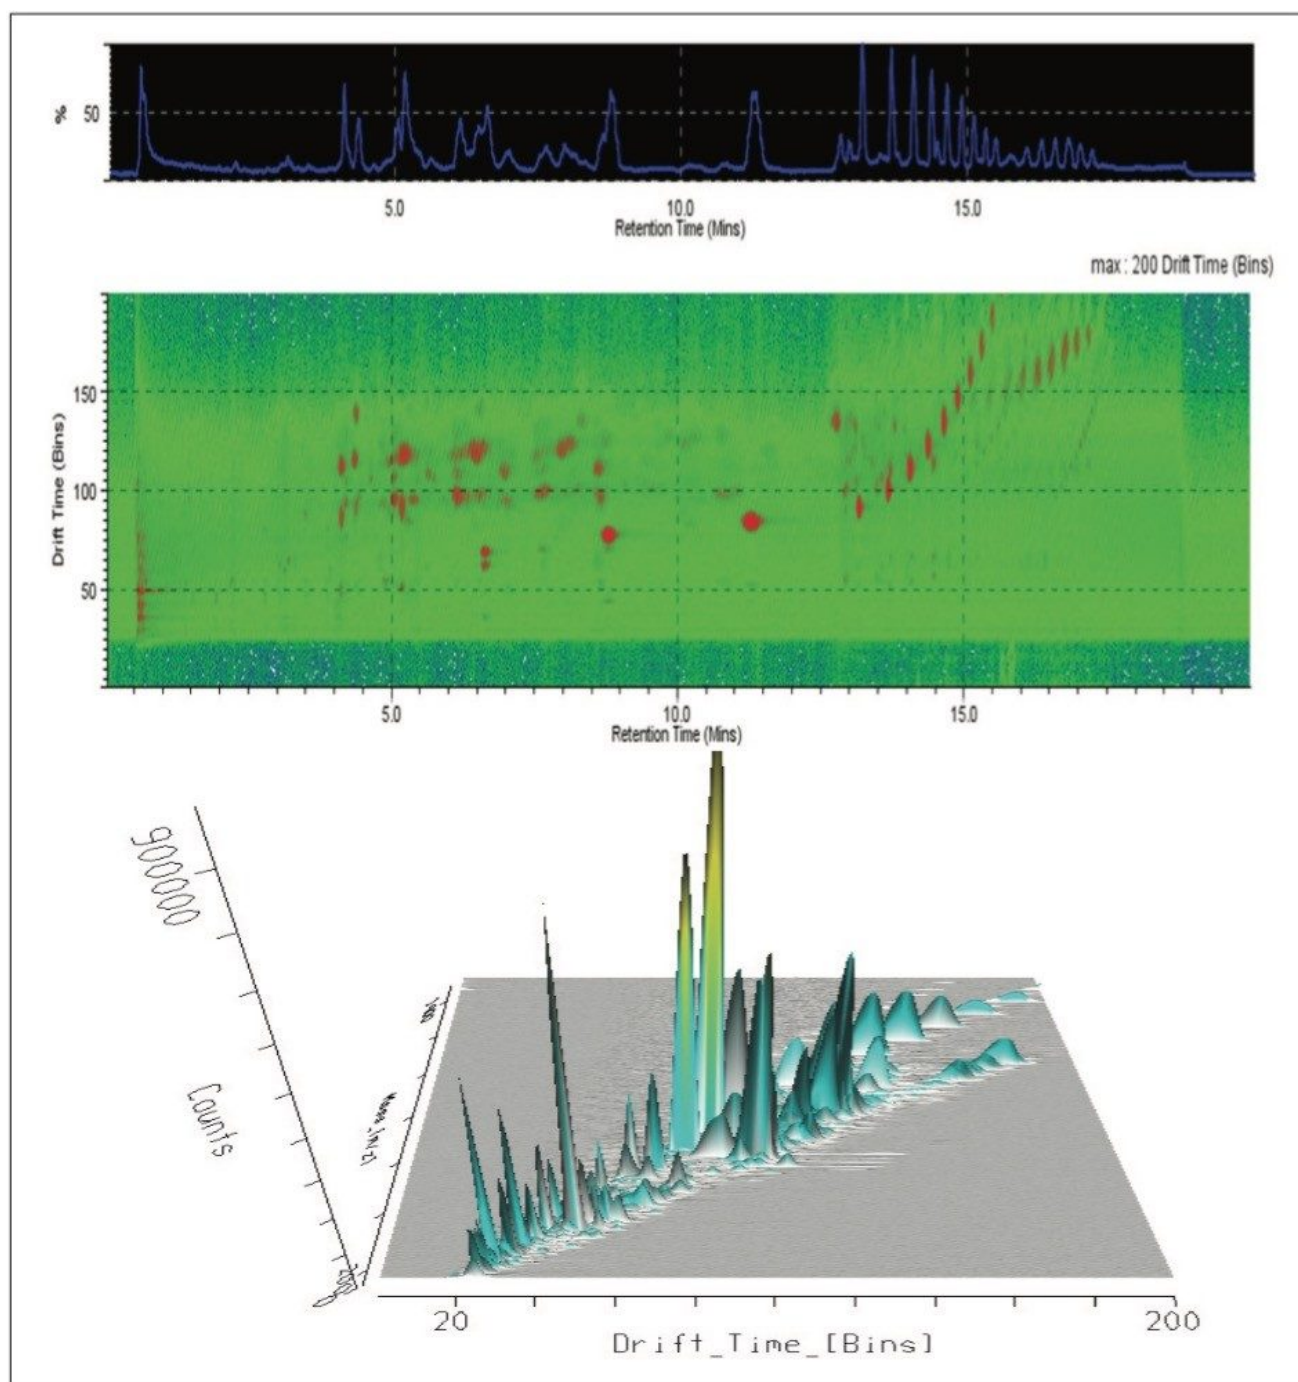 %
50
5.0 10.0 15.0
Retention Time (Mins)
max : 200 Drift Time (Bins)
Drift Time (Bins)
150
100
50
5.0 10.0 15.0
Retention Time (Mins)
900000
Counts
0
20 200
Drift_Time_[Bins]